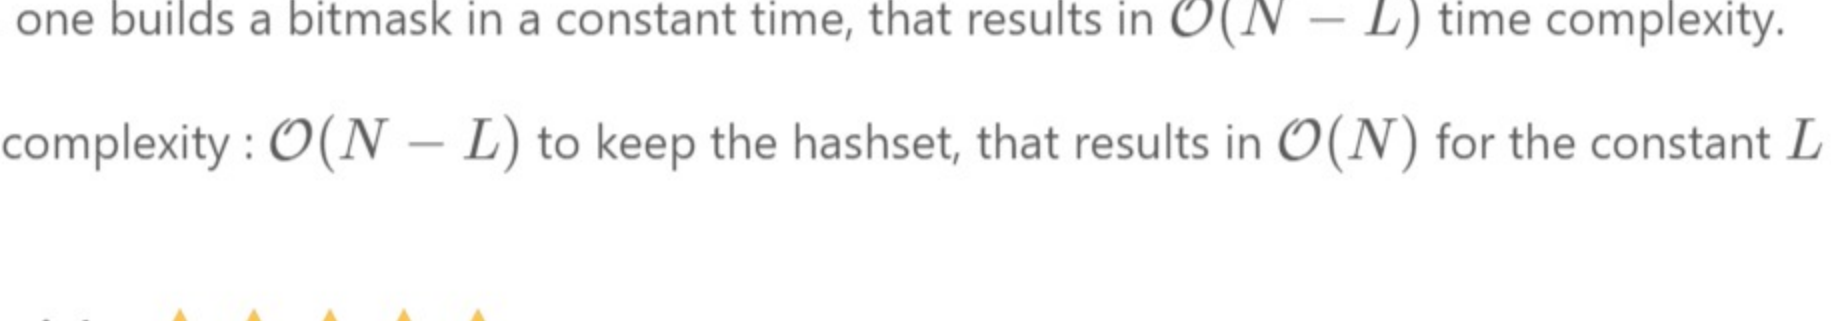 one builds a bitmask in a constant time, that results in O(N − L) time complexity.
complexity : O(N − L) to keep the hashset, that results in O(N) for the constant L